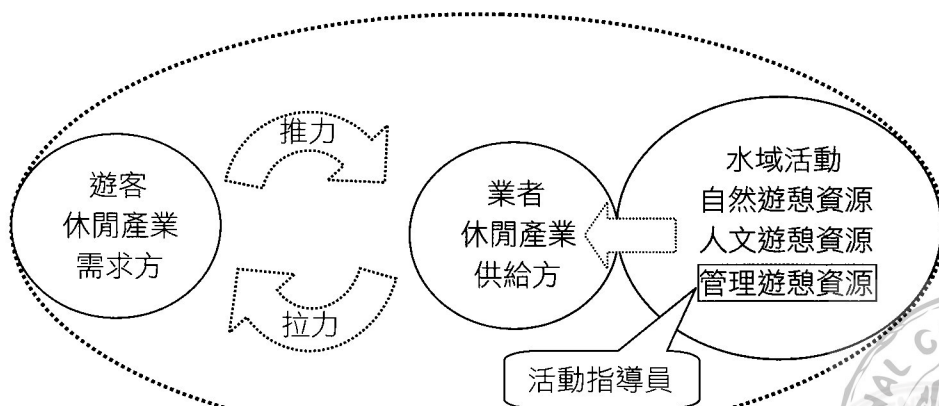 推力
遊客
休閒產業
需求方
業者
休閒產業
供給方
水域活動
自然遊憩資源
人文遊憩資源
管理遊憩資源
拉力
活動指導員